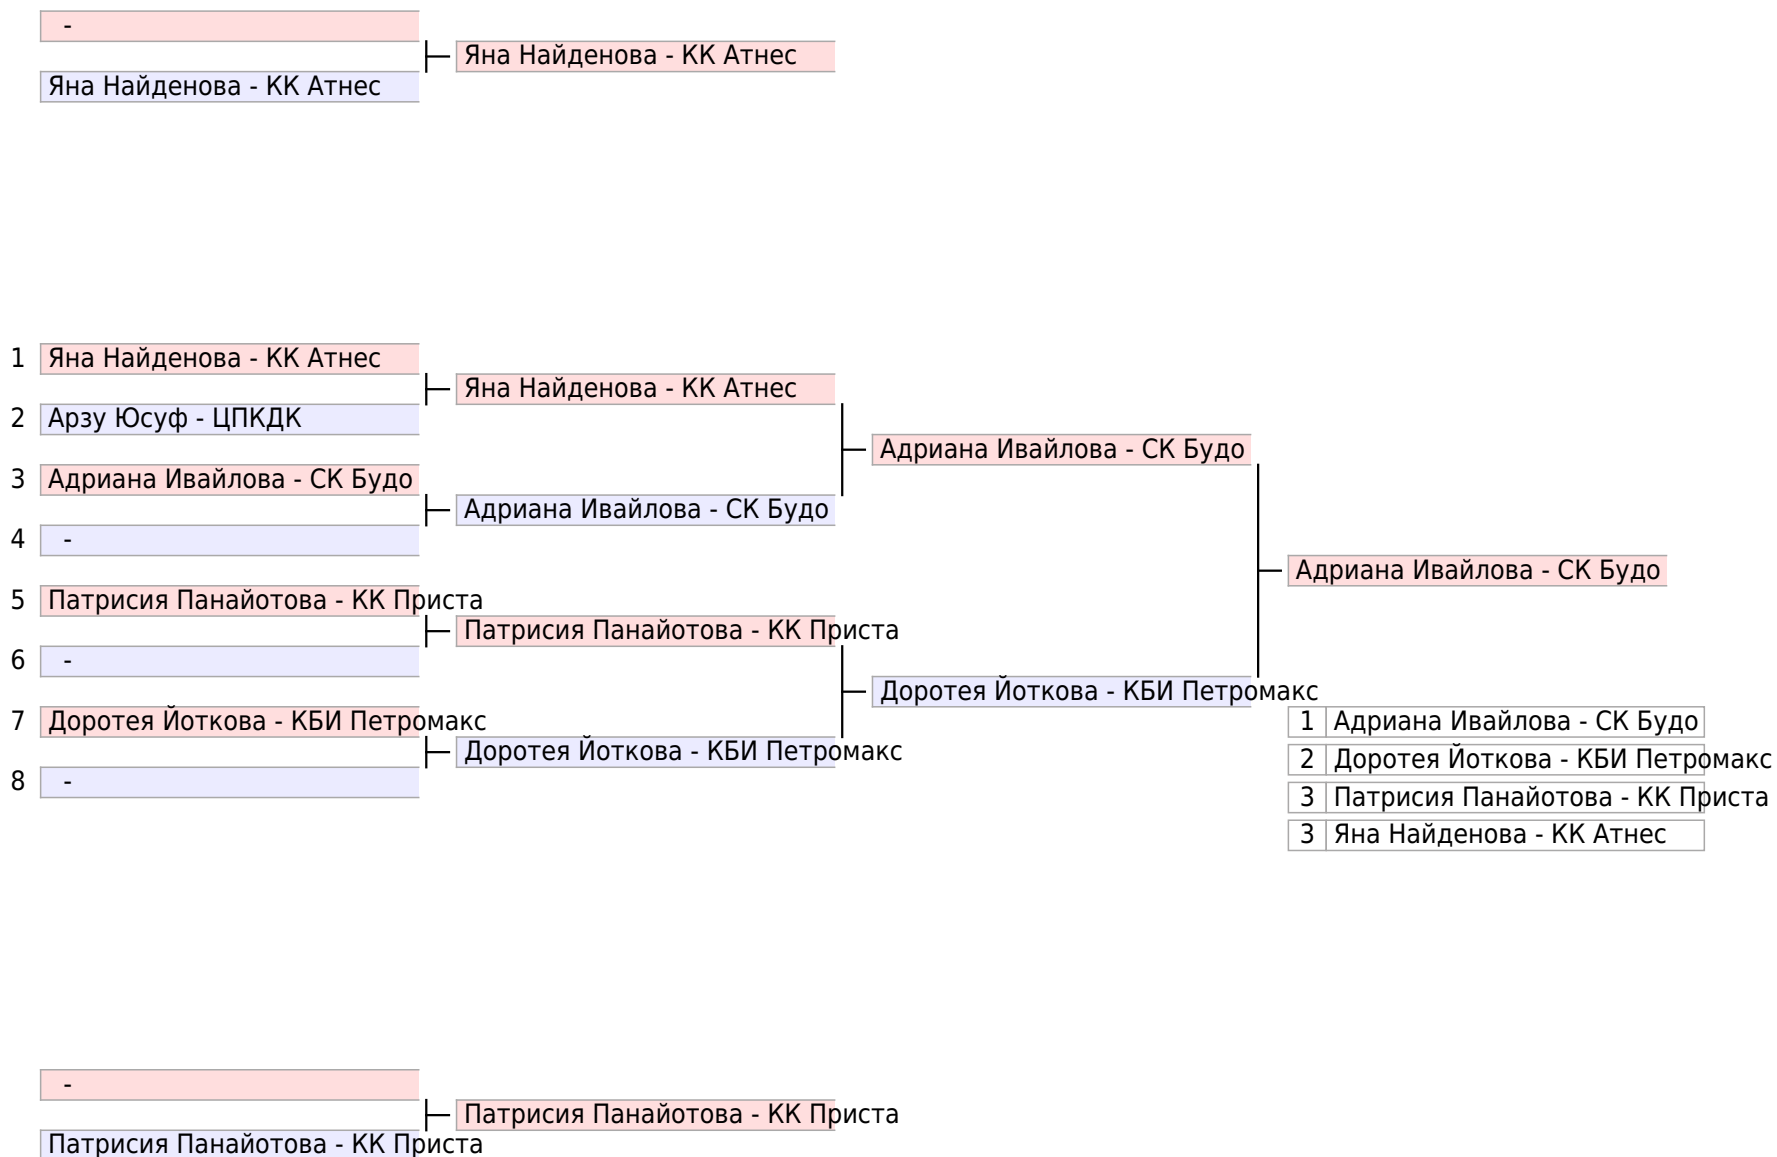 -
Яна Найденова - КК Атнес
Яна Найденова - КК Атнес
1 Яна Найденова - КК Атнес
Яна Найденова - КК Атнес
2 Арзу Юсуф - ЦПКДК
Адриана Ивайлова - СК Будо
3 Адриана Ивайлова - СК Будо
Адриана Ивайлова - СК Будо
4 -
Адриана Ивайлова - СК Будо
5 Патрисия Панайотова - КК Приста
Патрисия Панайотова - КК Приста
6 -
Доротея Йоткова - КБИ Петромакс
7 Доротея Йоткова - КБИ Петромакс
Доротея Йоткова - КБИ Петромакс
8 -
1 Адриана Ивайлова - СК Будо
2 Доротея Йоткова - КБИ Петромакс
3 Патрисия Панайотова - КК Приста
3 Яна Найденова - КК Атнес
-
Патрисия Панайотова - КК Приста
Патрисия Панайотова - КК Приста